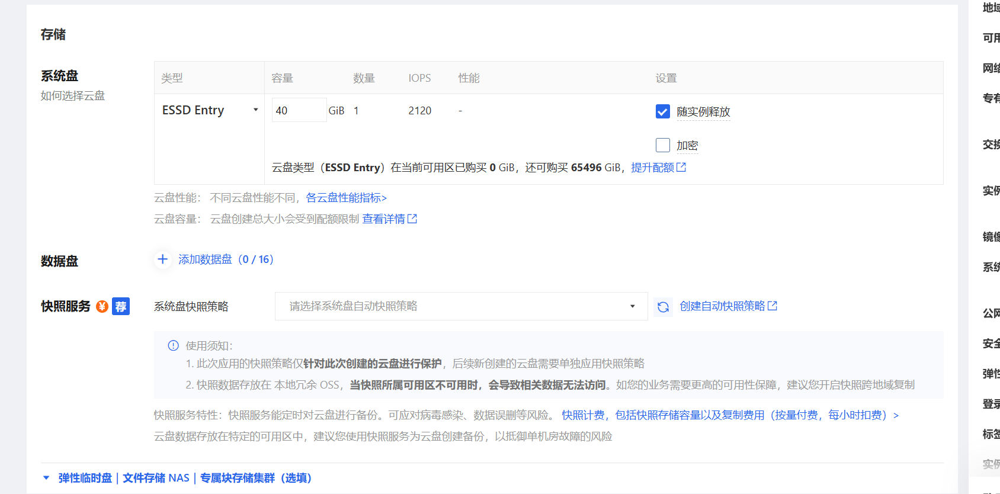 存储
系统盘
如何选择云盘
类型 容量 数量 IOPS 性能 设置
ESSD Entry 40 GiB 1 2120 - 随实例释放
加密
云盘类型（ESSD Entry）在当前可用区已购买 0 GiB，还可购买 65496 GiB，提升配额
云盘性能： 不同云盘性能不同，各云盘性能指标>
云盘容量： 云盘创建总大小会受到配额限制 查看详情
数据盘 添加数据盘（0 / 16）
快照服务 ¥ 荐 系统盘快照策略 请选择系统盘自动快照策略 创建自动快照策略
使用须知：
1. 此次应用的快照策略仅针对此次创建的云盘进行保护，后续新创建的云盘需要单独应用快照策略
2. 快照数据存放在 本地冗余 OSS，当快照所属可用区不可用时，会导致相关数据无法访问。如您的业务需要更高的可用性保障，建议您开启快照跨地域复制
快照服务特性：快照服务能定时对云盘进行备份。可应对病毒感染、数据误删等风险。 快照计费，包括快照存储容量以及复制费用（按量付费，每小时扣费）>
云盘数据存放在特定的可用区中，建议您使用快照服务为云盘创建备份，以抵御单机房故障的风险
弹性临时盘 | 文件存储 NAS | 专属块存储集群（选填）
地域
可用
网络
专有
交换
实例
镜像
系统
公网
安全
弹性
登录
标签
实例